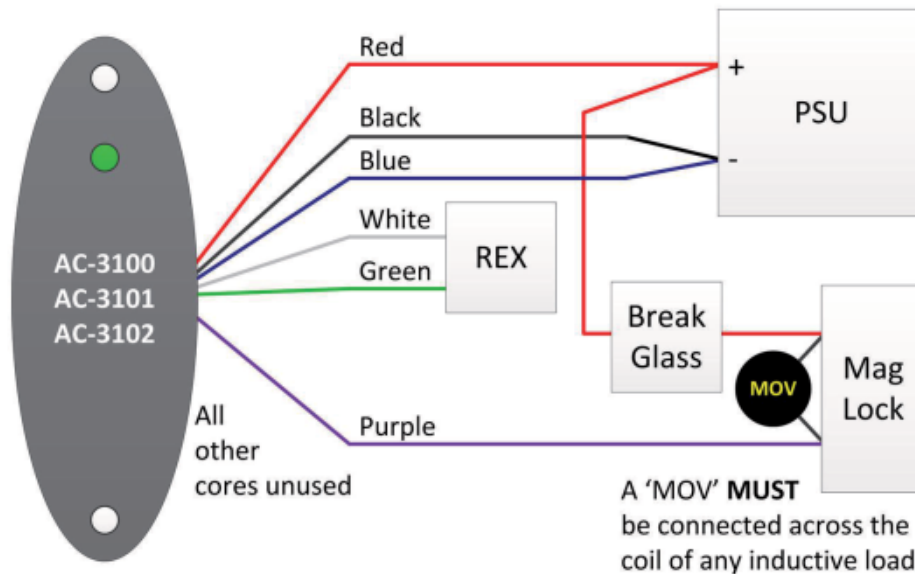 Red
+
PSU
Black
-
Blue
White
REX
Green
AC-3100
AC-3101
AC-3102
Break
Glass
MOV
Mag
Lock
All
other
cores unused
Purple
A ‘MOV’ MUST
be connected across the
coil of any inductive load